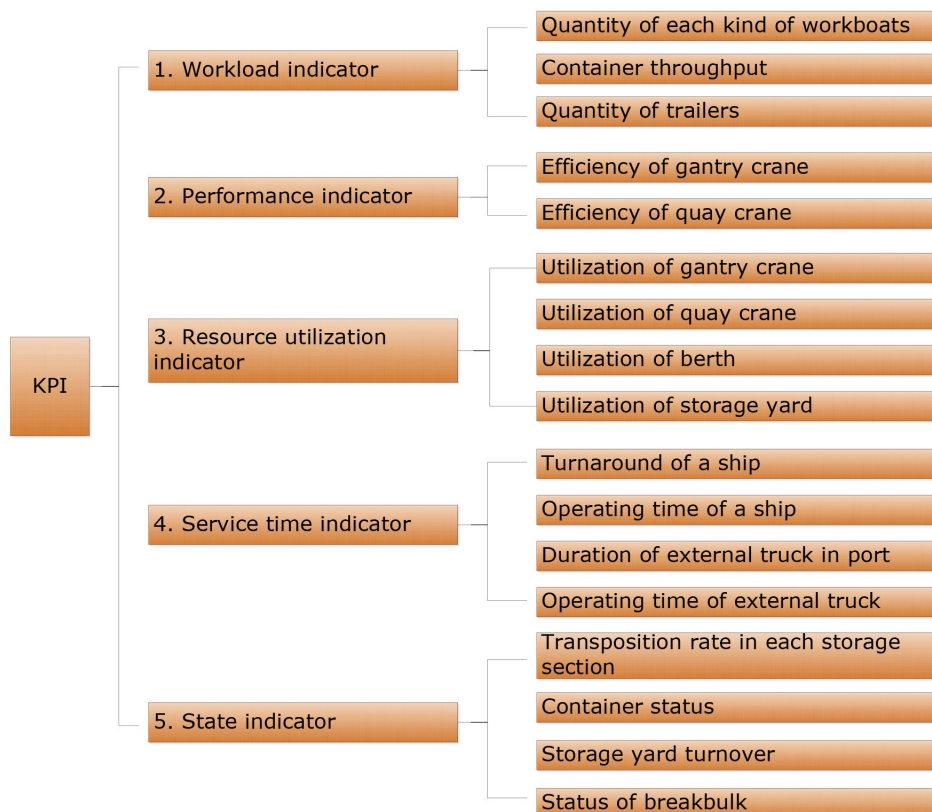 KPI
1. Workload indicator
Quantity of each kind of workboats
Container throughput
Quantity of trailers
2. Performance indicator
Efficiency of gantry crane
Efficiency of quay crane
3. Resource utilization
indicator
Utilization of gantry crane
Utilization of quay crane
Utilization of berth
Utilization of storage yard
4. Service time indicator
Turnaround of a ship
Operating time of a ship
Duration of external truck in port
Operating time of external truck
5. State indicator
Transposition rate in each storage
section
Container status
Storage yard turnover
Status of breakbulk